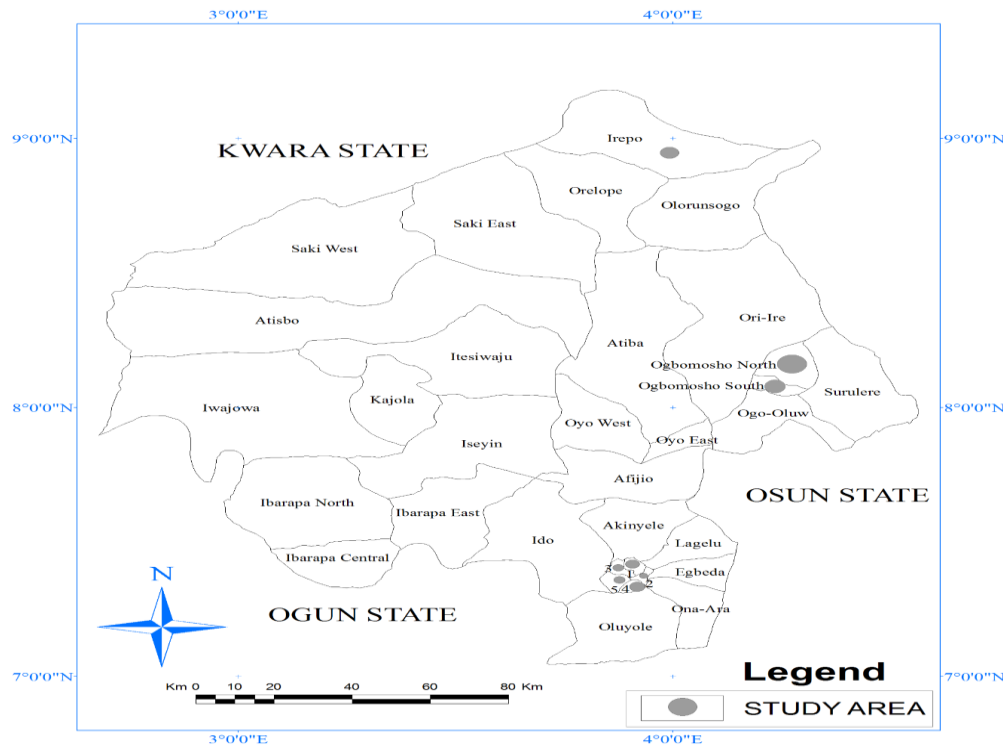 3°0'0"E 4°0'0"E
9°0'0"N 9°0'0"N
KWARA STATE
Irepo
Orelope
Olorunsogo
Saki East
Saki West
Atisbo
Ori-Ire
Atiba
Itesiwaju
Ogbomosho North
Ogbomosho South
Surulere
Kajola
Iwajowa
8°0'0"N 8°0'0"N
Ogo-Oluw
Oyo West
Oyo East
Iseyin
Afijio
OSUN STATE
Ibarapa North
Ibarapa East
Akinyele
Ido
Lagelu
Ibarapa Central
3
1
Egbeda
2
5/4
N
OGUN STATE
Ona-Ara
Oluyole
7°0'0"N 7°0'0"N
Legend
Km 0 10 20 40 60 80 Km
STUDY AREA
3°0'0"E 4°0'0"E